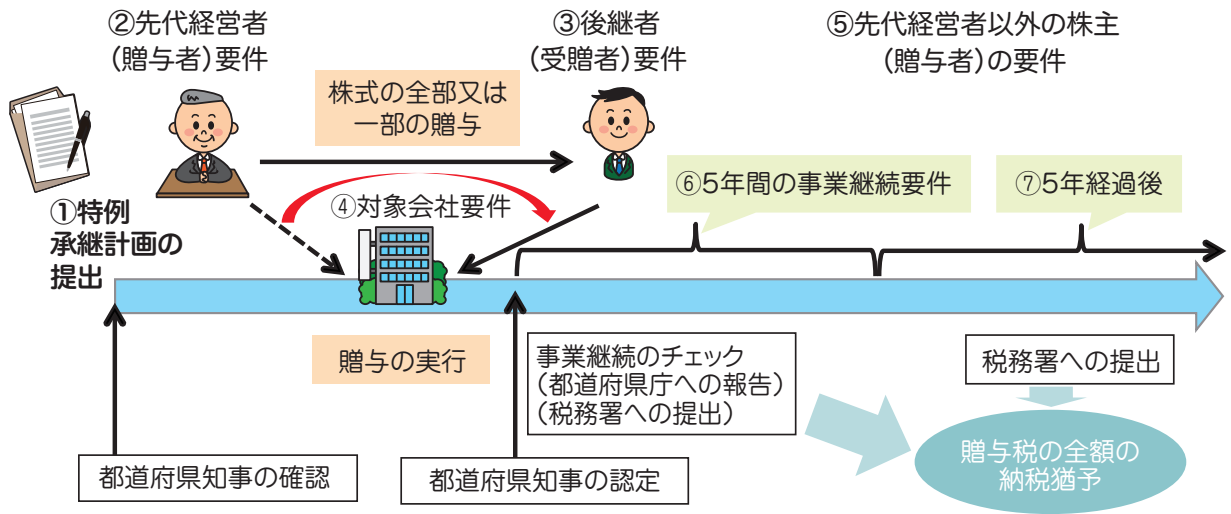 ②先代経営者
(贈与者)要件
③後継者
(受贈者)要件
⑤先代経営者以外の株主
(贈与者)の要件
株式の全部又は
一部の贈与
①特例
承継計画の
提出
④対象会社要件
⑥5年間の事業継続要件
⑦5年経過後
贈与の実行
事業継続のチェック
(都道府県庁への報告)
(税務署への提出)
税務署への提出
都道府県知事の確認
都道府県知事の認定
贈与税の全額の
納税猶予